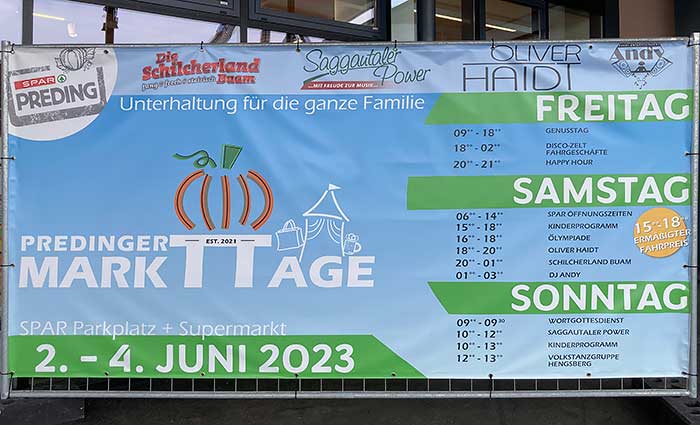 SPAR
PREDING
Die
Schilcherland
Buam
Saggautaler
Power
...MIT FREUDE ZUR MUSIK...
OLIVER
HAIDT
Andy
Unterhaltung für die ganze Familie
PREDINGER
MARKTTAGE
EST. 2021
SPAR Parkplatz + Supermarkt
2. – 4. JUNI 2023
FREITAG
09⁰⁰ - 18⁰⁰ GENUSSTAG
18⁰⁰ - 02⁰⁰ DISCO-ZELT
FAHRGESCHÄFTE
20⁰⁰ - 21⁰⁰ HAPPY HOUR
SAMSTAG
06⁰⁰ - 14⁰⁰ SPAR ÖFFNUNGSZEITEN
15⁰⁰ - 18⁰⁰ KINDERPROGRAMM
16⁰⁰ - 18⁰⁰ ÖLYMPIADE
18⁰⁰ - 20⁰⁰ OLIVER HAIDT
20⁰⁰ - 01⁰⁰ SCHILCHERLAND BUAM
01⁰⁰ - 03⁰⁰ DJ ANDY
15⁰⁰-18⁰⁰
ERMÄßIGTER
FAHRPREIS
SONNTAG
09⁰⁰ - 09³⁰ WORTGOTTESDIENST
10⁰⁰ - 12⁰⁰ SAGGAUTALER POWER
10⁰⁰ - 13⁰⁰ KINDERPROGRAMM
12⁰⁰ - 13⁰⁰ VOLKSTANZGRUPPE
HENGSBERG